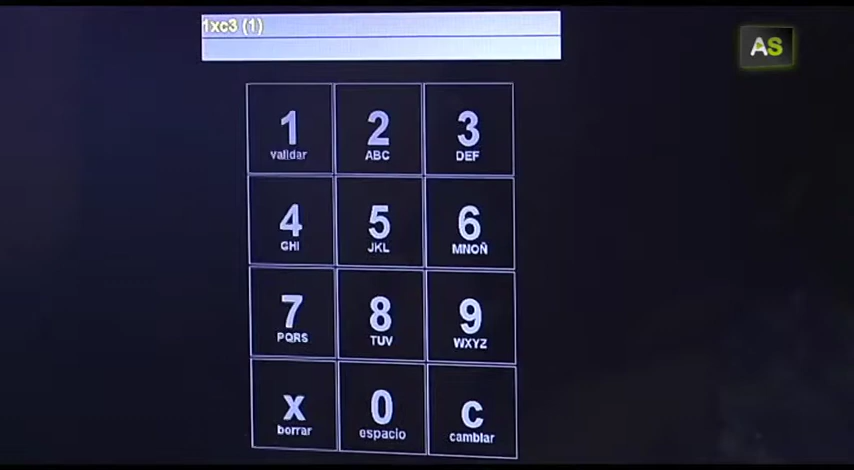 1xc3 (1)
AS
1 2 3
validar ABC DEF
4 5 6
GHI JKL MNOÑ
7 8 9
PQRS TUV WXYZ
x 0 c
borrar espacio cambiar